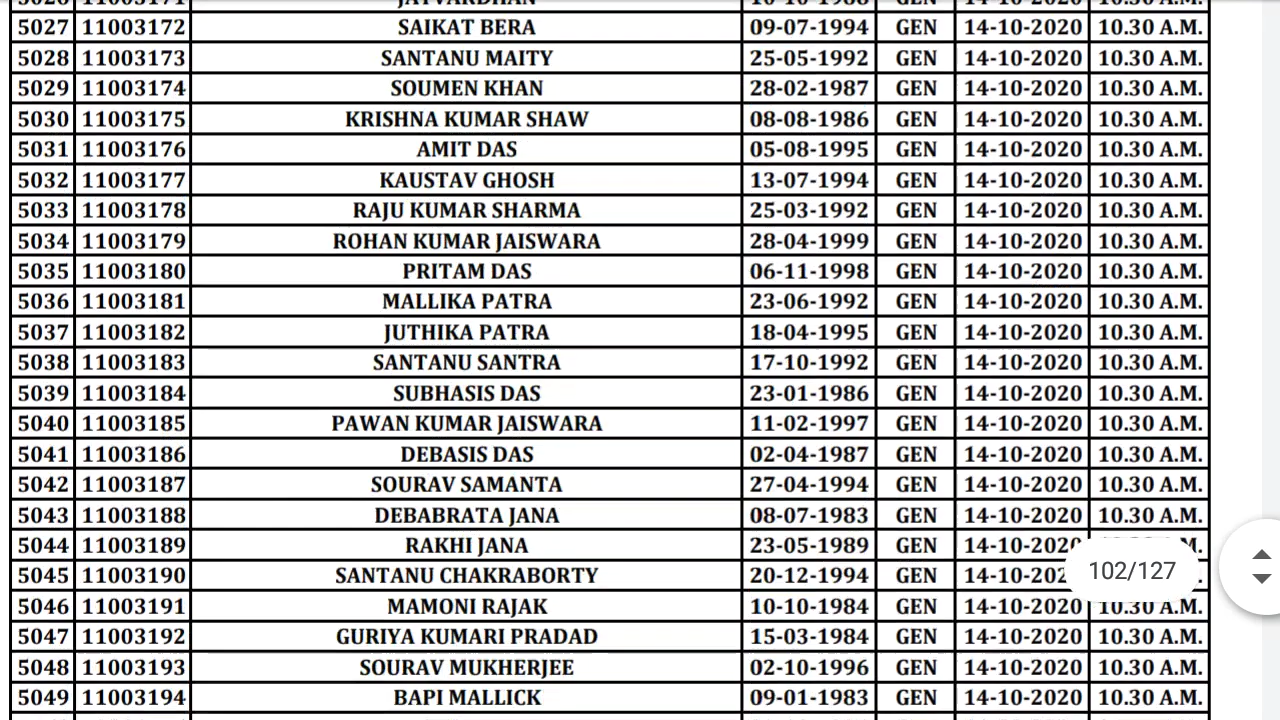 5027 11003172 SAIKAT BERA 09-07-1994 GEN 14-10-2020 10.30 A.M.
5028 11003173 SANTANU MAITY 25-05-1992 GEN 14-10-2020 10.30 A.M.
5029 11003174 SOUMEN KHAN 28-02-1987 GEN 14-10-2020 10.30 A.M.
5030 11003175 KRISHNA KUMAR SHAW 08-08-1986 GEN 14-10-2020 10.30 A.M.
5031 11003176 AMIT DAS 05-08-1995 GEN 14-10-2020 10.30 A.M.
5032 11003177 KAUSTAV GHOSH 13-07-1994 GEN 14-10-2020 10.30 A.M.
5033 11003178 RAJU KUMAR SHARMA 25-03-1992 GEN 14-10-2020 10.30 A.M.
5034 11003179 ROHAN KUMAR JAISWARA 28-04-1999 GEN 14-10-2020 10.30 A.M.
5035 11003180 PRITAM DAS 06-11-1998 GEN 14-10-2020 10.30 A.M.
5036 11003181 MALLIKA PATRA 23-06-1992 GEN 14-10-2020 10.30 A.M.
5037 11003182 JUTHIKA PATRA 18-04-1995 GEN 14-10-2020 10.30 A.M.
5038 11003183 SANTANU SANTRA 17-10-1992 GEN 14-10-2020 10.30 A.M.
5039 11003184 SUBHASIS DAS 23-01-1986 GEN 14-10-2020 10.30 A.M.
5040 11003185 PAWAN KUMAR JAISWARA 11-02-1997 GEN 14-10-2020 10.30 A.M.
5041 11003186 DEBASIS DAS 02-04-1987 GEN 14-10-2020 10.30 A.M.
5042 11003187 SOURAV SAMANTA 27-04-1994 GEN 14-10-2020 10.30 A.M.
5043 11003188 DEBABRATA JANA 08-07-1983 GEN 14-10-2020 10.30 A.M.
5044 11003189 RAKHI JANA 23-05-1989 GEN 14-10-2020
5045 11003190 SANTANU CHAKRABORTY 20-12-1994 GEN 14-10-202
102/127
5046 11003191 MAMONI RAJAK 10-10-1984 GEN 14-10-2020 10.30 A.M.
5047 11003192 GURIYA KUMARI PRADAD 15-03-1984 GEN 14-10-2020 10.30 A.M.
5048 11003193 SOURAV MUKHERJEE 02-10-1996 GEN 14-10-2020 10.30 A.M.
5049 11003194 BAPI MALLICK 09-01-1983 GEN 14-10-2020 10.30 A.M.